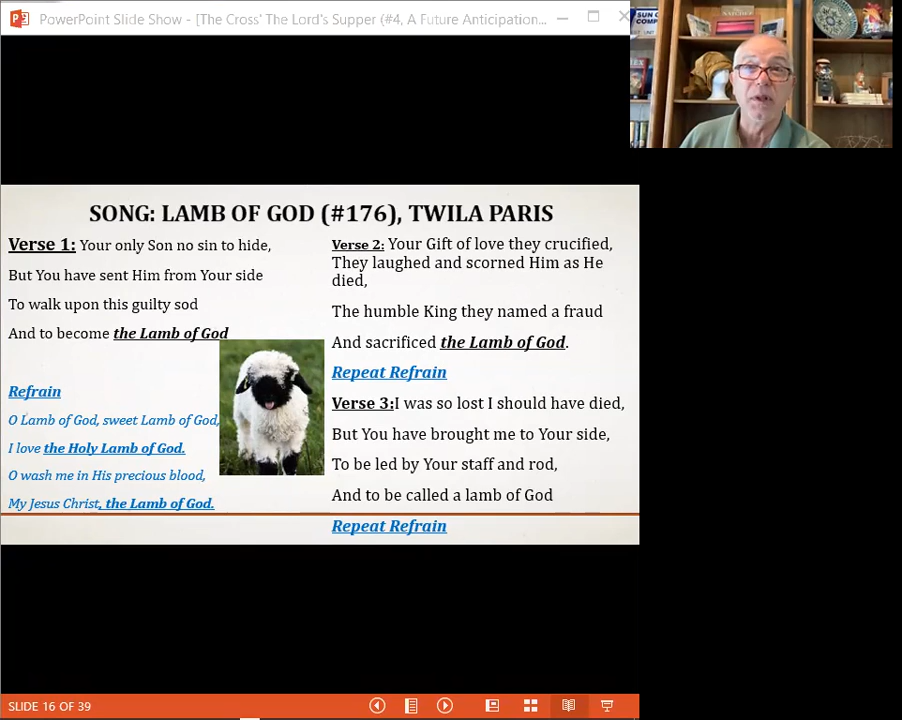 PowerPoint Slide Show - [The Cross' The Lord's Supper (#4, A Future Anticipation...
SONG: LAMB OF GOD (#176), TWILA PARIS
Verse 1: Your only Son no sin to hide,
But You have sent Him from Your side
To walk upon this guilty sod
And to become the Lamb of God
Refrain
O Lamb of God, sweet Lamb of God,
I love the Holy Lamb of God.
O wash me in His precious blood,
My Jesus Christ, the Lamb of God.
Verse 2: Your Gift of love they crucified,
They laughed and scorned Him as He
died,
The humble King they named a fraud
And sacrificed the Lamb of God.
Repeat Refrain
Verse 3:I was so lost I should have died,
But You have brought me to Your side,
To be led by Your staff and rod,
And to be called a lamb of God
Repeat Refrain
SLIDE 16 OF 39